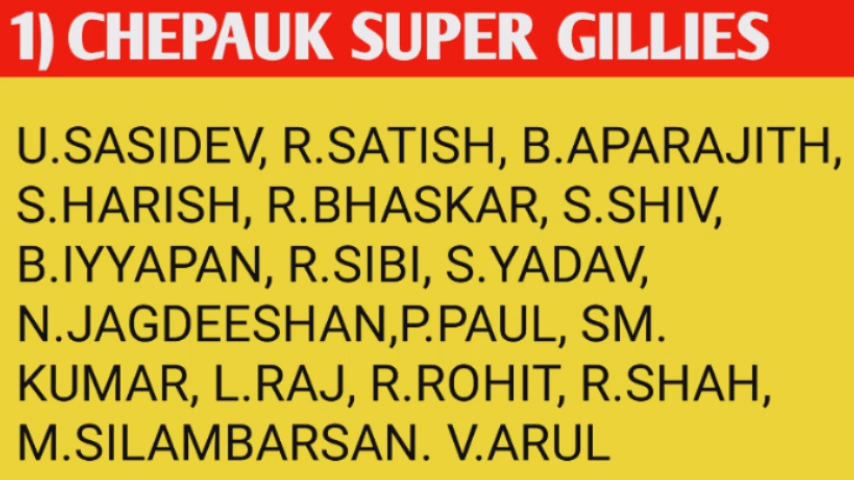 1) CHEPAUK SUPER GILLIES
U.SASIDEV, R.SATISH, B.APARAJITH,
S.HARISH, R.BHASKAR, S.SHIV,
B.IYYAPAN, R.SIBI, S.YADAV,
N.JAGDEESHAN,P.PAUL, SM.
KUMAR, L.RAJ, R.ROHIT, R.SHAH,
M.SILAMBARSAN. V.ARUL